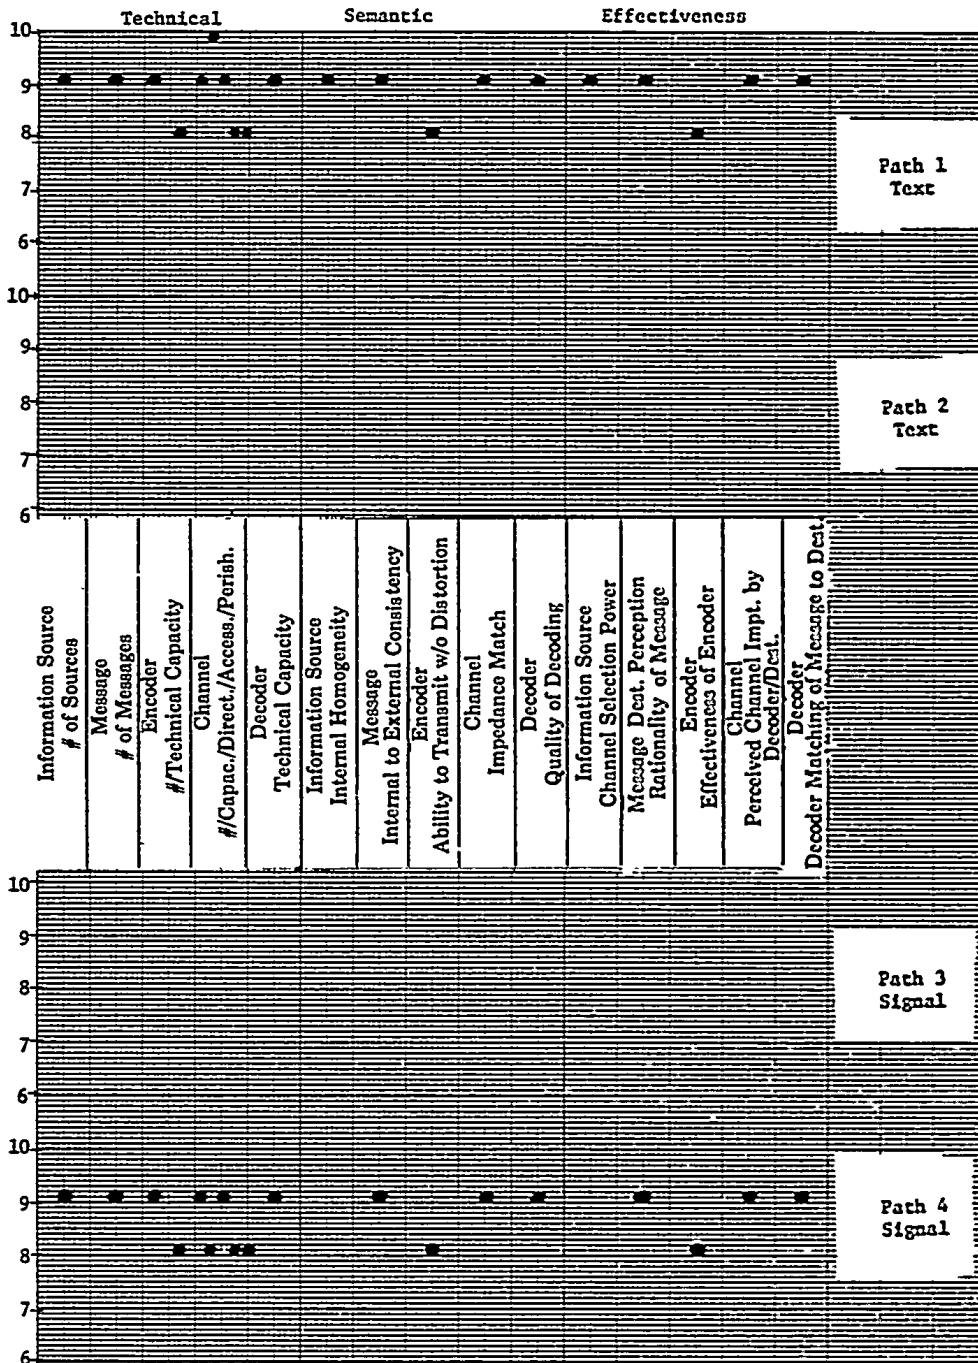 Technical Semantic Effectiveness
10
9
8
7
6
Path 1
Text
10
9
8
7
6
Path 2
Text
Information Source
# of Sources
Message
# of Messages
Encoder
#/Technical Capacity
Channel
#/Capac./Direct./Access./Perish.
Decoder
Technical Capacity
Information Source
Internal Homogeneity
Message
Internal to External Consistency
Encoder
Ability to Transmit w/o Distortion
Channel
Impedance Match
Decoder
Quality of Decoding
Information Source
Channel Selection Power
Message Dest. Perception
Rationality of Message
Encoder
Effectiveness of Encoder
Channel
Perceived Channel Impt. by
Decoder/Dest.
Decoder
Decoder Matching of Message to Dest.
10
9
8
7
6
Path 3
Signal
10
9
8
7
6
Path 4
Signal